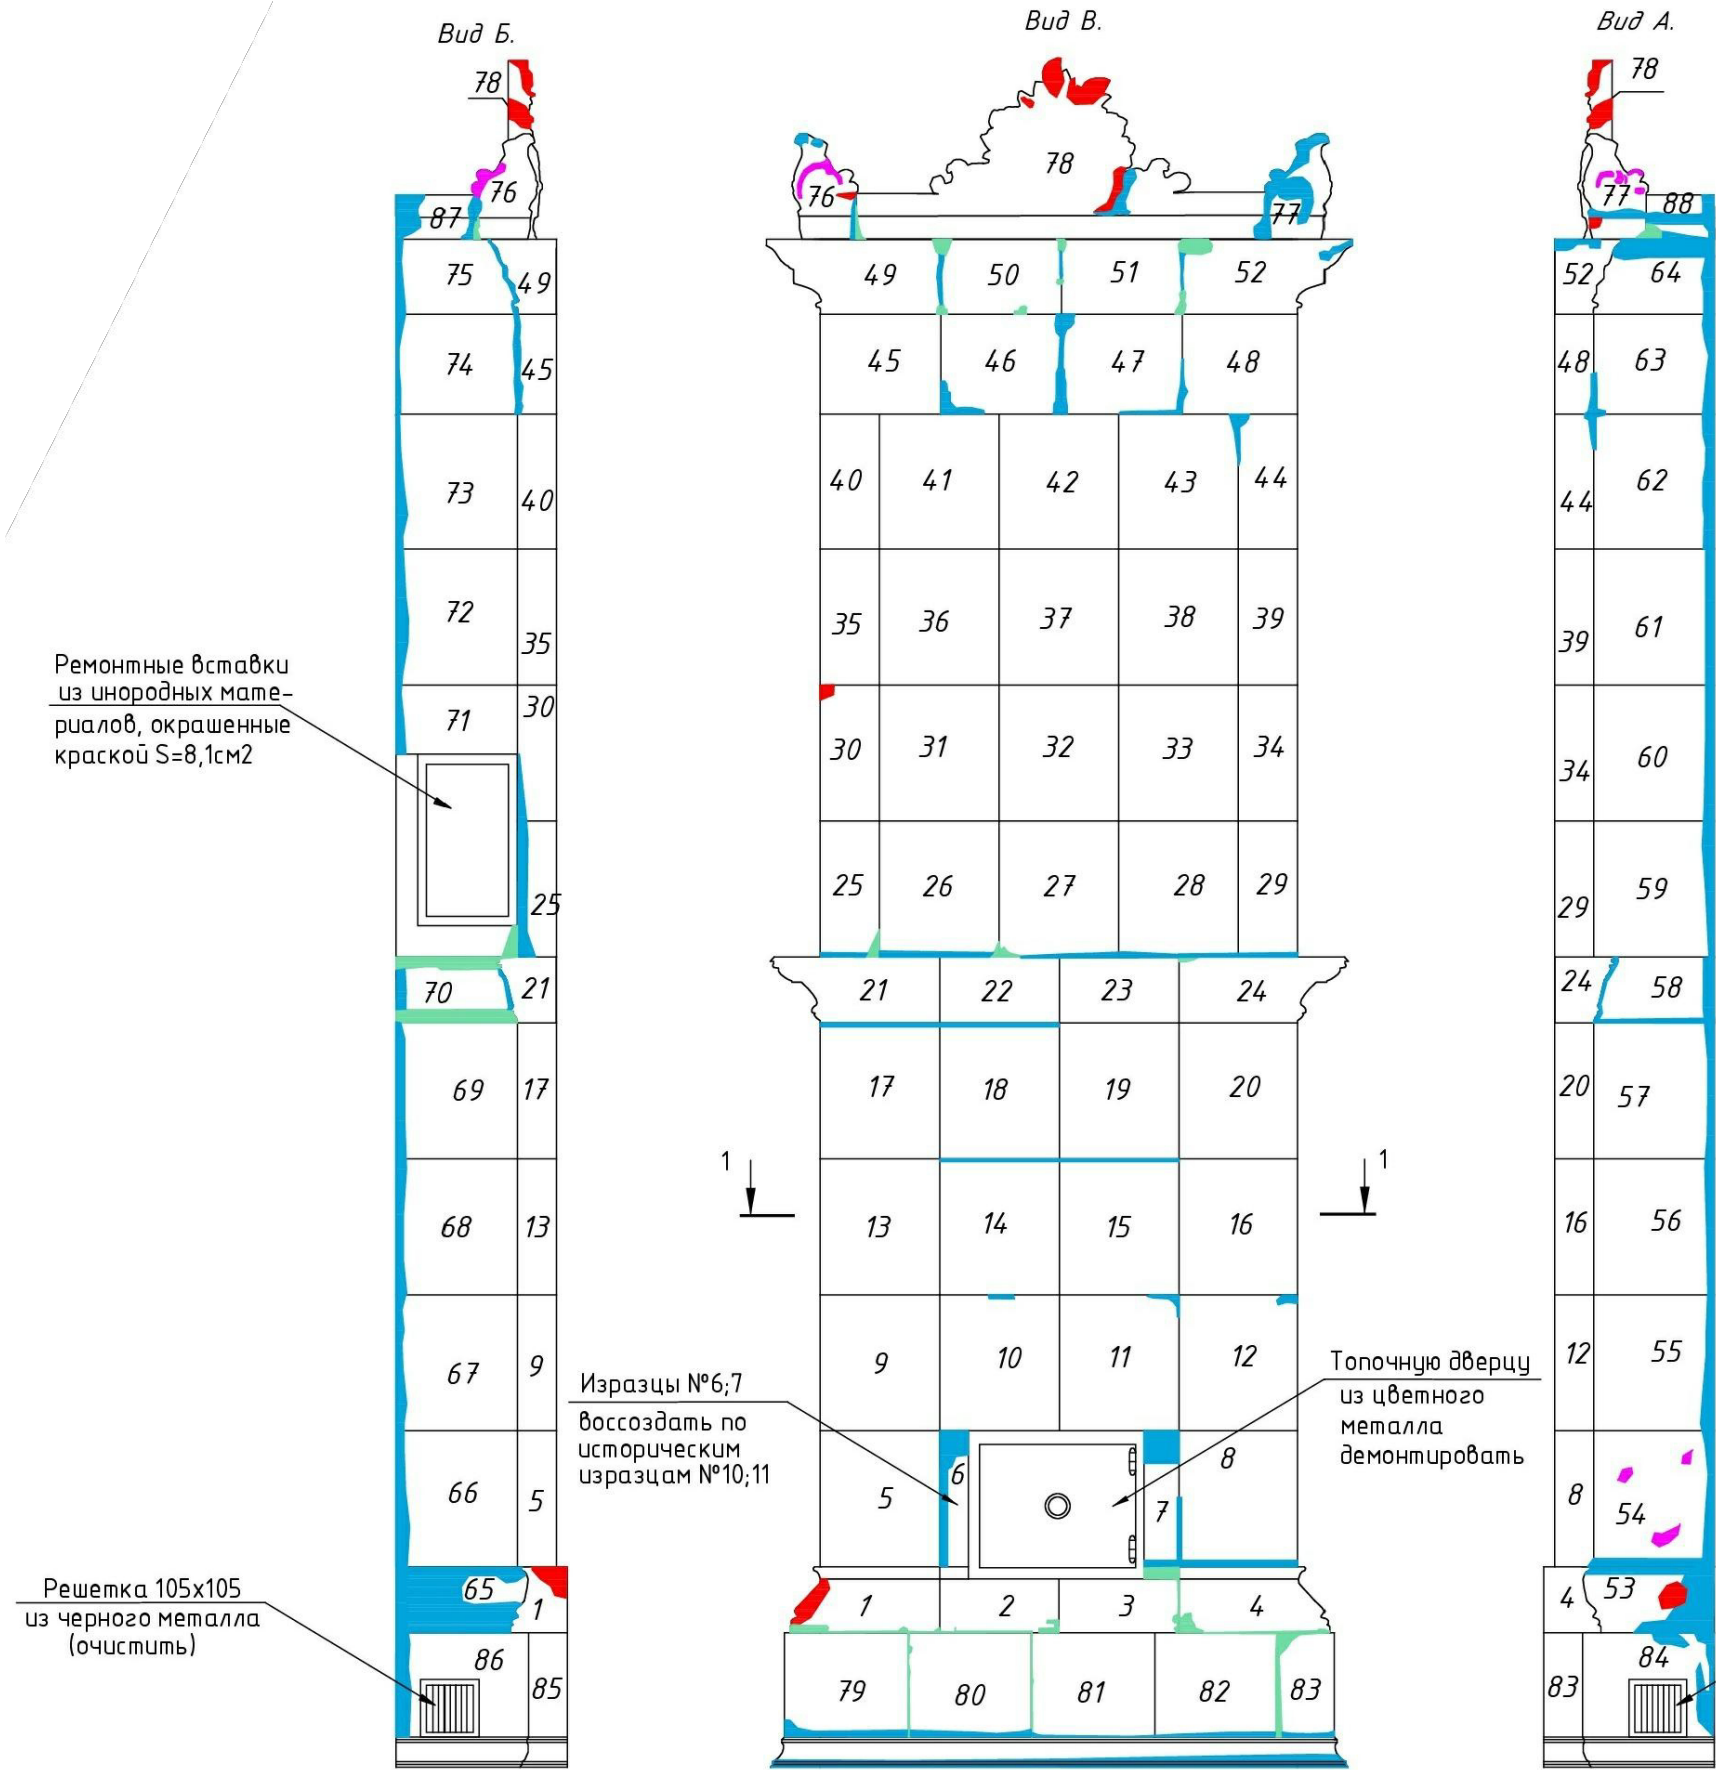 Вид Б.
78
76
87
75
49
74
45
73
40
72
35
71
30
25
70
21
69
17
68
13
67
9
66
5
65
1
86
85
Ремонтные вставки
из инородных мате-
риалов, окрашенные
краской S=8,1см2
Решетка 105х105
из черного металла
(очистить)
Вид В.
78
76
77
49 50 51 52
45 46 47 48
40 41 42 43 44
35 36 37 38 39
30 31 32 33 34
25 26 27 28 29
21 22 23 24
17 18 19 20
1 1
13 14 15 16
9 10 11 12
5 6 7 8
1 2 3 4
79 80 81 82 83
Изразцы №6;7
воссоздать по
историческим
изразцам №10;11
Топочную дверцу
из цветного
металла
демонтировать
Вид А.
78
77
88
52 64
48 63
44 62
39 61
34 60
29 59
24 58
20 57
16 56
12 55
8 54
4 53
83 84